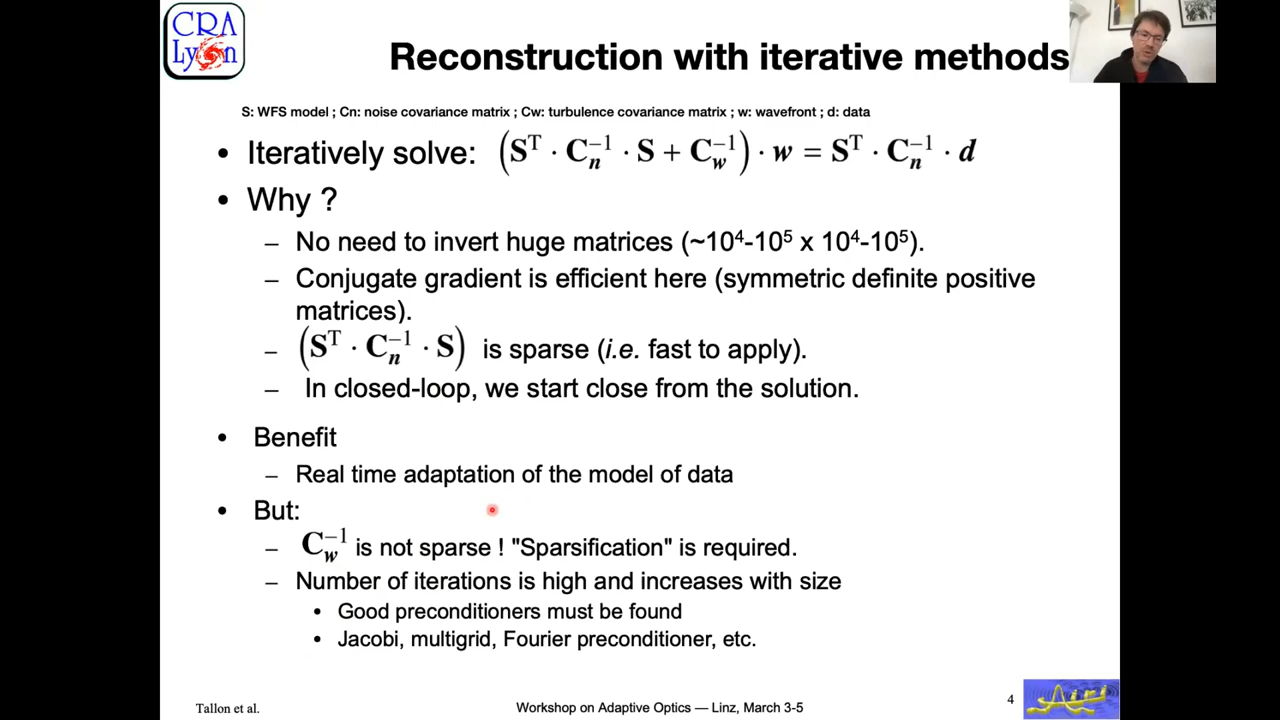 CRA
Lyon
Reconstruction with iterative methods
S: WFS model ; Cn: noise covariance matrix ; Cw: turbulence covariance matrix ; w: wavefront ; d: data
• Iteratively solve: (Sᵀ · Cₙ⁻¹ · S + C_w⁻¹) · w = Sᵀ · Cₙ⁻¹ · d
• Why ?
– No need to invert huge matrices (~10⁴-10⁵ x 10⁴-10⁵).
– Conjugate gradient is efficient here (symmetric definite positive
matrices).
– (Sᵀ · Cₙ⁻¹ · S) is sparse (i.e. fast to apply).
– In closed-loop, we start close from the solution.
• Benefit
– Real time adaptation of the model of data
• But:
– C_w⁻¹ is not sparse ! "Sparsification" is required.
– Number of iterations is high and increases with size
• Good preconditioners must be found
• Jacobi, multigrid, Fourier preconditioner, etc.
Tallon et al.
Workshop on Adaptive Optics — Linz, March 3-5
4